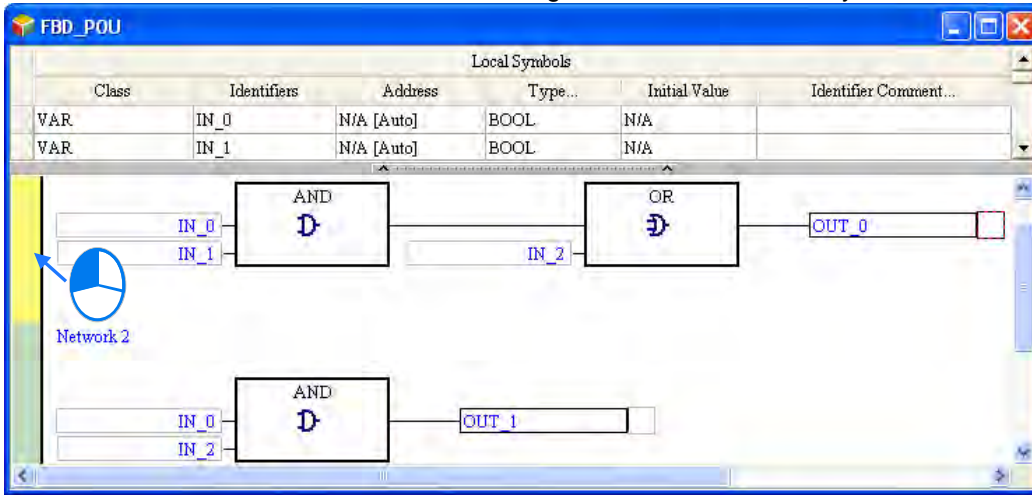 FBD_POU
Local Symbols
Class Identifiers Address Type... Initial Value Identifier Comment...
VAR IN_0 N/A [Auto] BOOL N/A
VAR IN_1 N/A [Auto] BOOL N/A
AND OR
IN_0 OUT_0
IN_1 IN_2
Network 2
AND
IN_0 OUT_1
IN_2